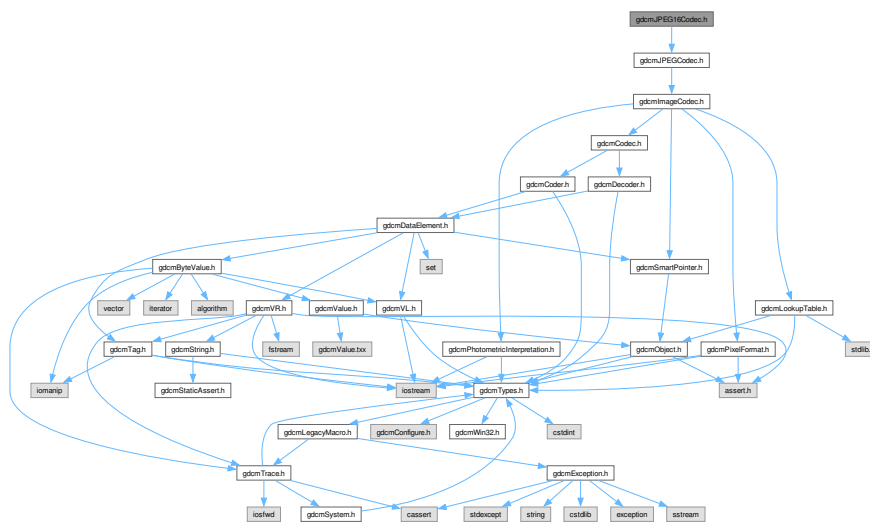 gdcmJPEG16Codec.h
gdcmJPEGCodec.h
gdcmImageCodec.h
gdcmCodec.h
gdcmCoder.h
gdcmDecoder.h
gdcmDataElement.h
gdcmByteValue.h
set
gdcmSmartPointer.h
vector
iterator
algorithm
gdcmVR.h
gdcmValue.h
gdcmVL.h
gdcmLookupTable.h
gdcmTag.h
gdcmString.h
fstream
gdcmValue.txx
gdcmPhotometricInterpretation.h
gdcmObject.h
gdcmPixelFormat.h
stdlib.
iomanip
gdcmStaticAssert.h
iostream
gdcmTypes.h
assert.h
gdcmLegacyMacro.h
gdcmConfigure.h
gdcmWin32.h
cstdint
gdcmTrace.h
gdcmException.h
iosfwd
gdcmSystem.h
cassert
stdexcept
string
cstdlib
exception
sstream